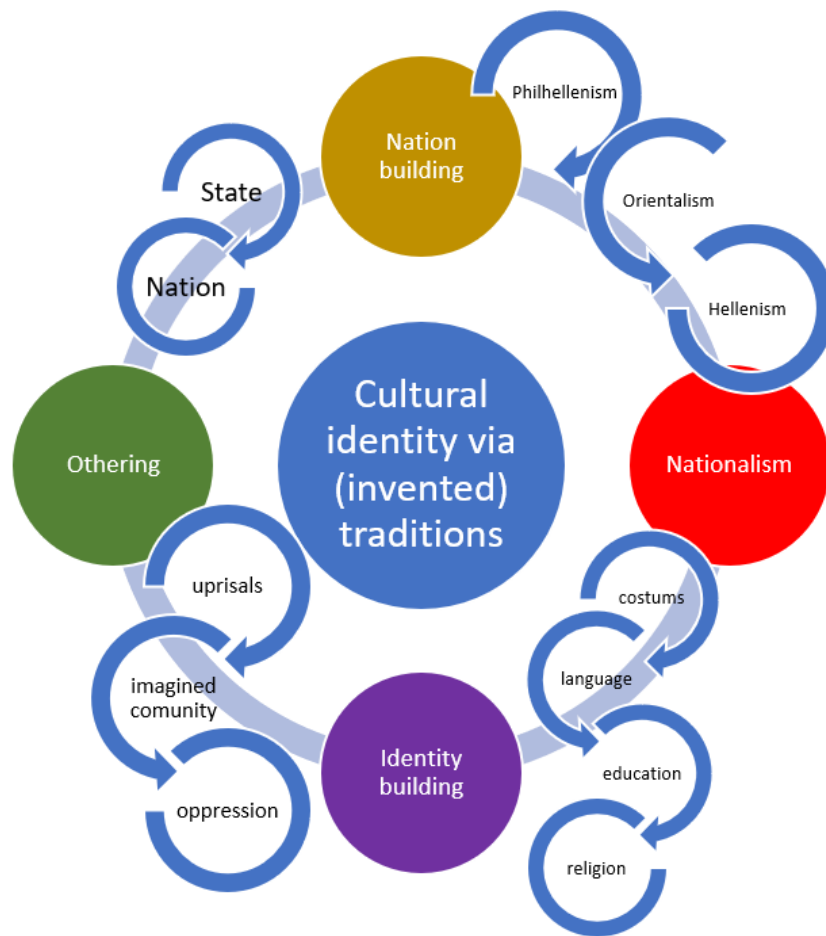 Philhellenism
Nation
building
State
Orientalism
Nation
Hellenism
Cultural
identity via
(invented)
traditions
Othering
Nationalism
uprisals
costums
language
imagined
comunity
Identity
building
education
oppression
religion